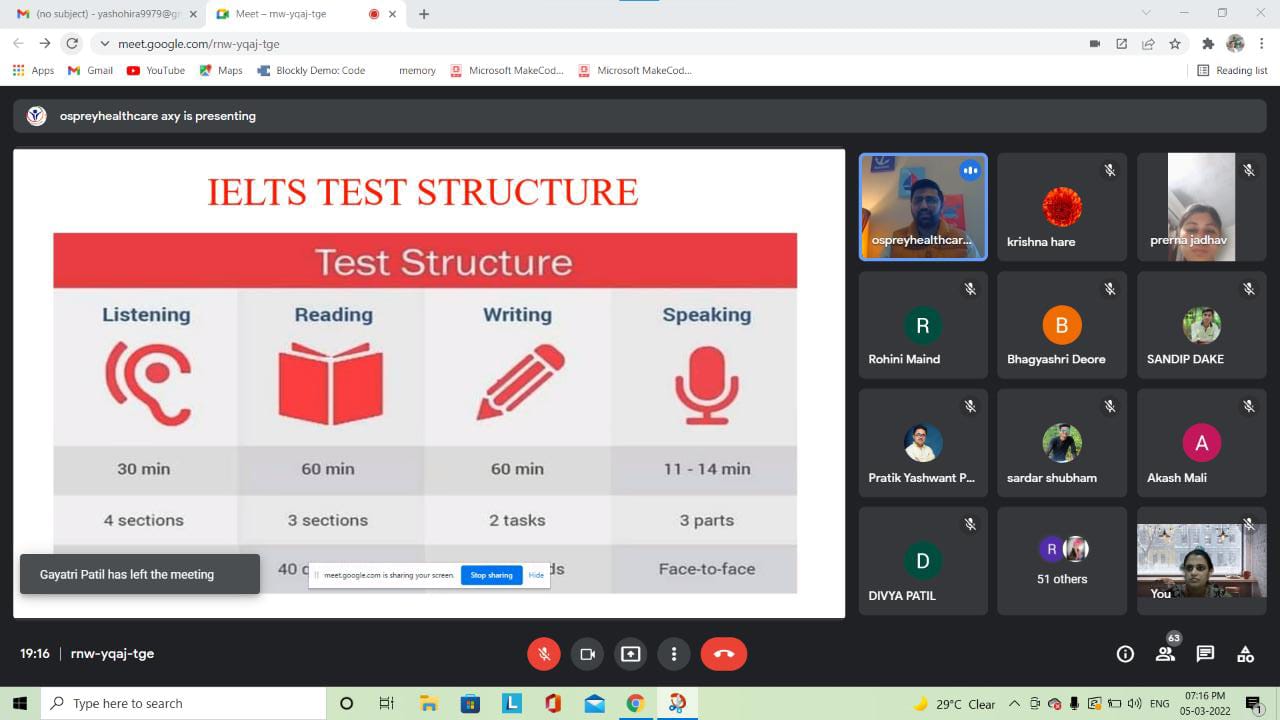 (no subject) - yashohira9979@gm
Meet – rnw-yqaj-tge
meet.google.com/rnw-yqaj-tge
Apps
Gmail
YouTube
Maps
Blockly Demo: Code
memory
Microsoft MakeCod...
Microsoft MakeCod...
Reading list
ospreyhealthcare axy is presenting
IELTS TEST STRUCTURE
Test Structure
Listening Reading Writing Speaking
30 min 60 min 60 min 11 - 14 min
4 sections 3 sections 2 tasks 3 parts
40 Face-to-face
Gayatri Patil has left the meeting
meet.google.com is sharing your screen. Stop sharing Hide
ospreyhealthcar...
krishna hare
prerna jadhav
Rohini Maind
B
R
Bhagyashri Deore
SANDIP DAKE
Pratik Yashwant P...
sardar shubham
A
Akash Mali
D
DIVYA PATIL
R
51 others
You
19:16 | rnw-yqaj-tge
63
Type here to search
L
29°C Clear
ENG
07:16 PM
05-03-2022
1